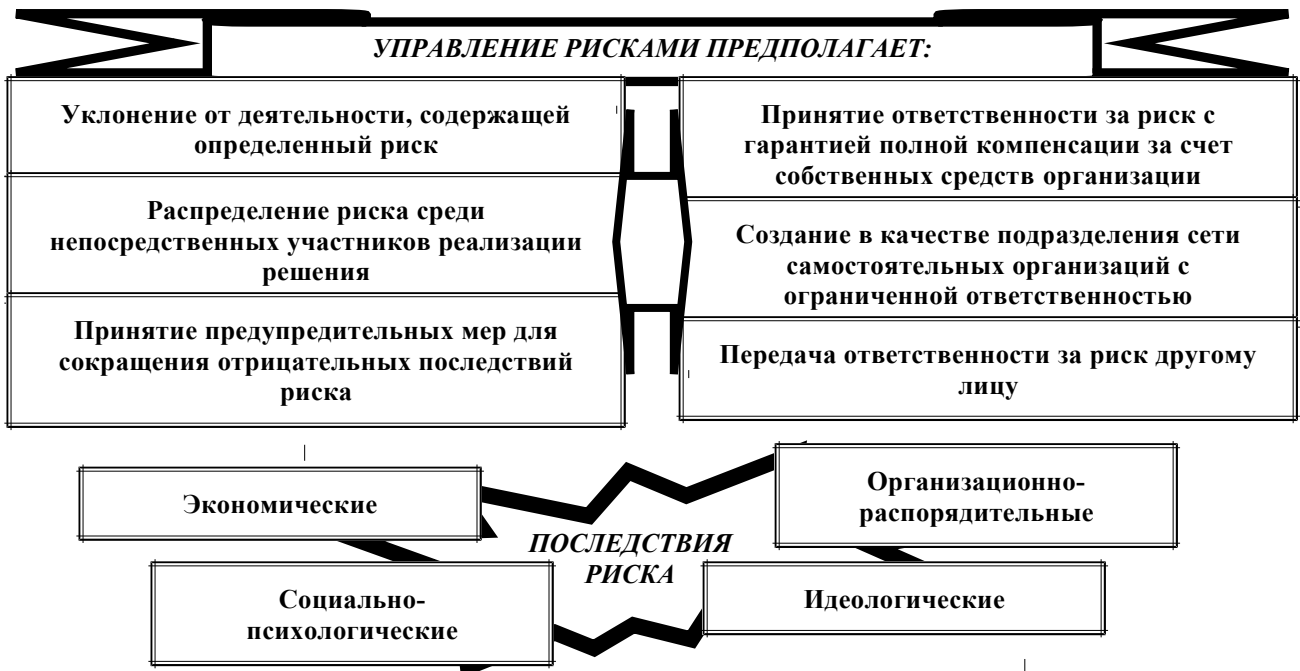 УПРАВЛЕНИЕ РИСКАМИ ПРЕДПОЛАГАЕТ:
Уклонение от деятельности, содержащей
определенный риск
Распределение риска среди
непосредственных участников реализации
решения
Принятие предупредительных мер для
сокращения отрицательных последствий
риска
Принятие ответственности за риск с
гарантией полной компенсации за счет
собственных средств организации
Создание в качестве подразделения сети
самостоятельных организаций с
ограниченной ответственностью
Передача ответственности за риск другому
лицу
Экономические
Организационно-
распорядительные
ПОСЛЕДСТВИЯ
РИСКА
Социально-
психологические
Идеологические